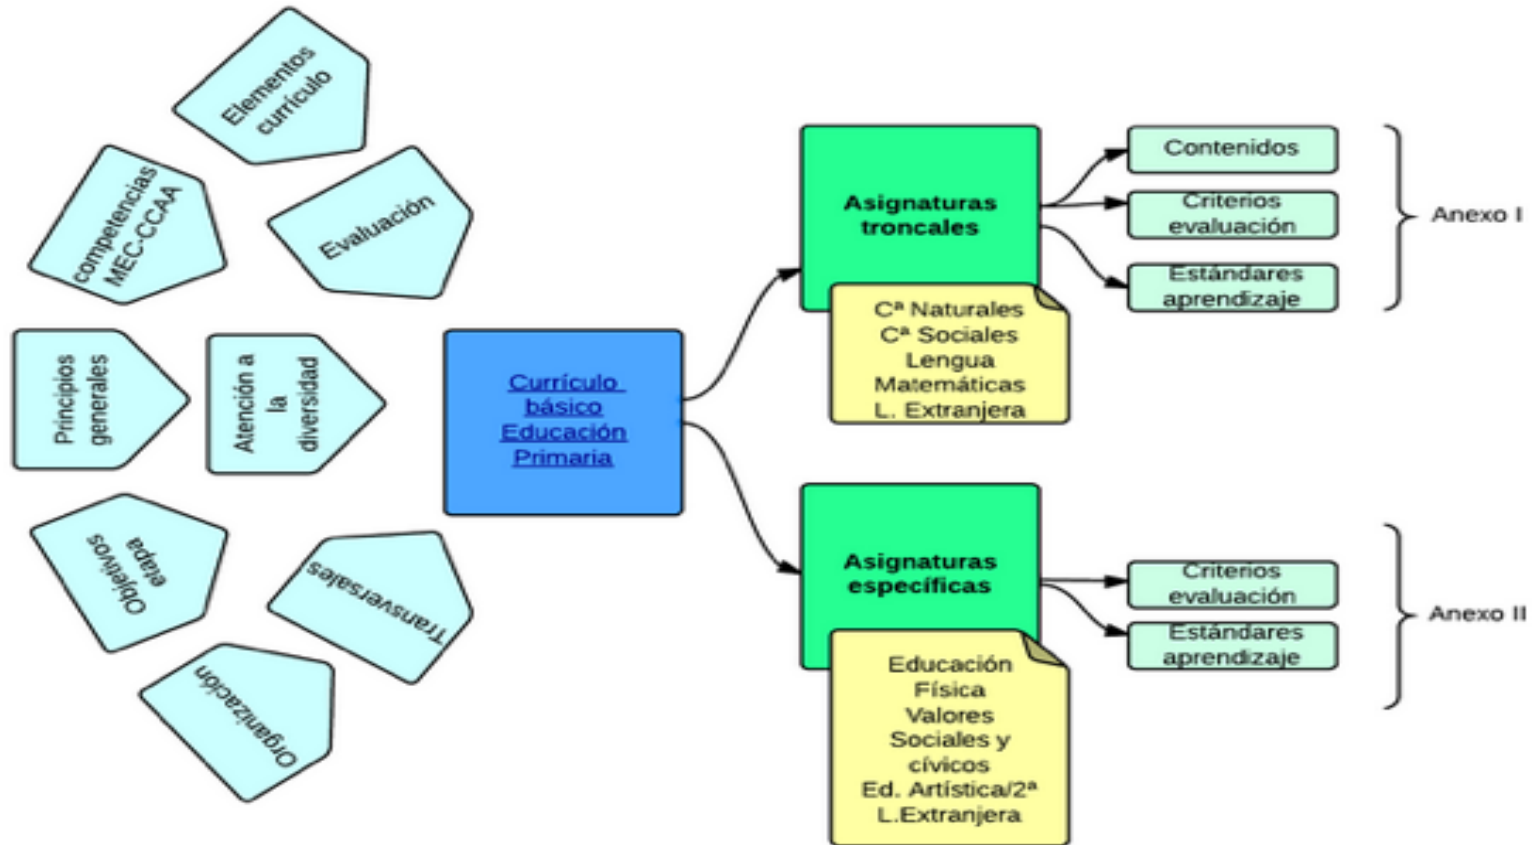 Elementos
currículo
competencias
MEC-CCAA
Evaluación
Principios
generales
Atención a
la
diversidad
Objetivos
etapa
Transversales
Organización
Currículo
básico
Educación
Primaria
Asignaturas
troncales
Cª Naturales
Cª Sociales
Lengua
Matemáticas
L. Extranjera
Contenidos
Criterios
evaluación
Estándares
aprendizaje
Anexo I
Asignaturas
específicas
Educación
Física
Valores
Sociales y
cívicos
Ed. Artística/2ª
L.Extranjera
Criterios
evaluación
Estándares
aprendizaje
Anexo II